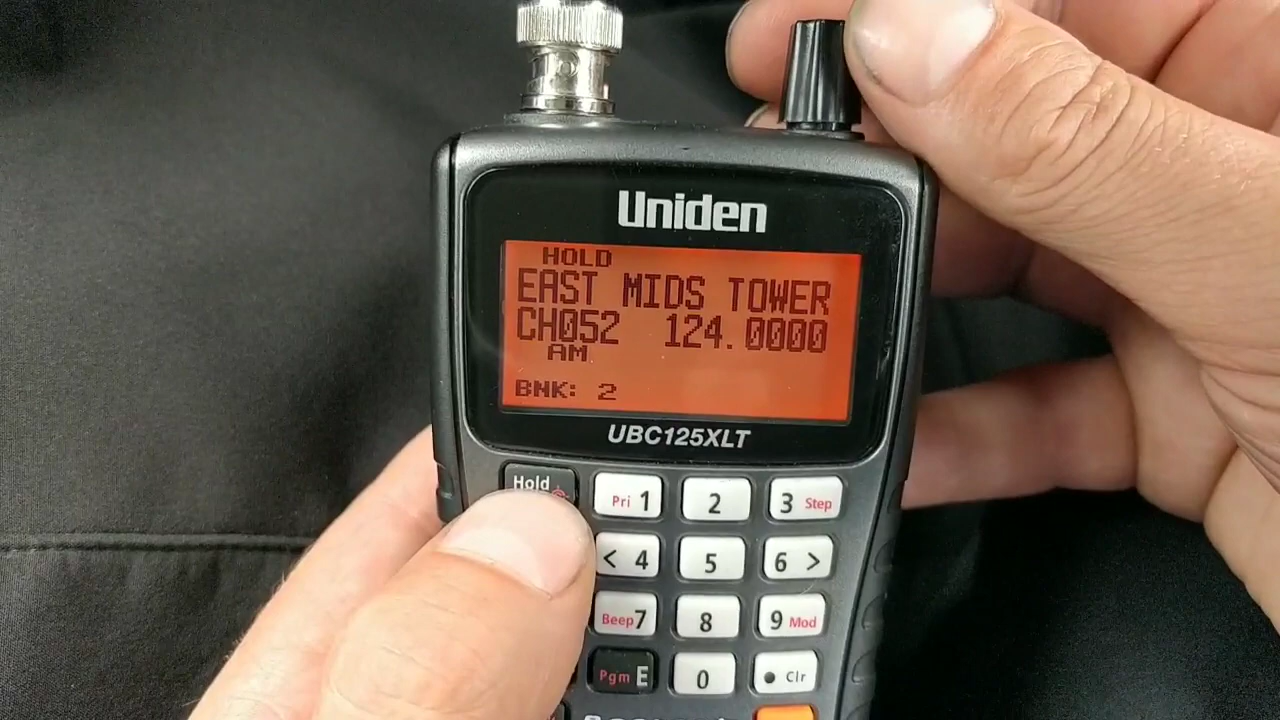 Uniden
HOLD
EAST MIDS TOWER
CH052 124.0000
AM
BNK: 2
UBC125XLT
Hold
Pri 1
2
3 Step
< 4
5
6 >
Beep 7
8
9 Mod
Pgm E
0
• Clr